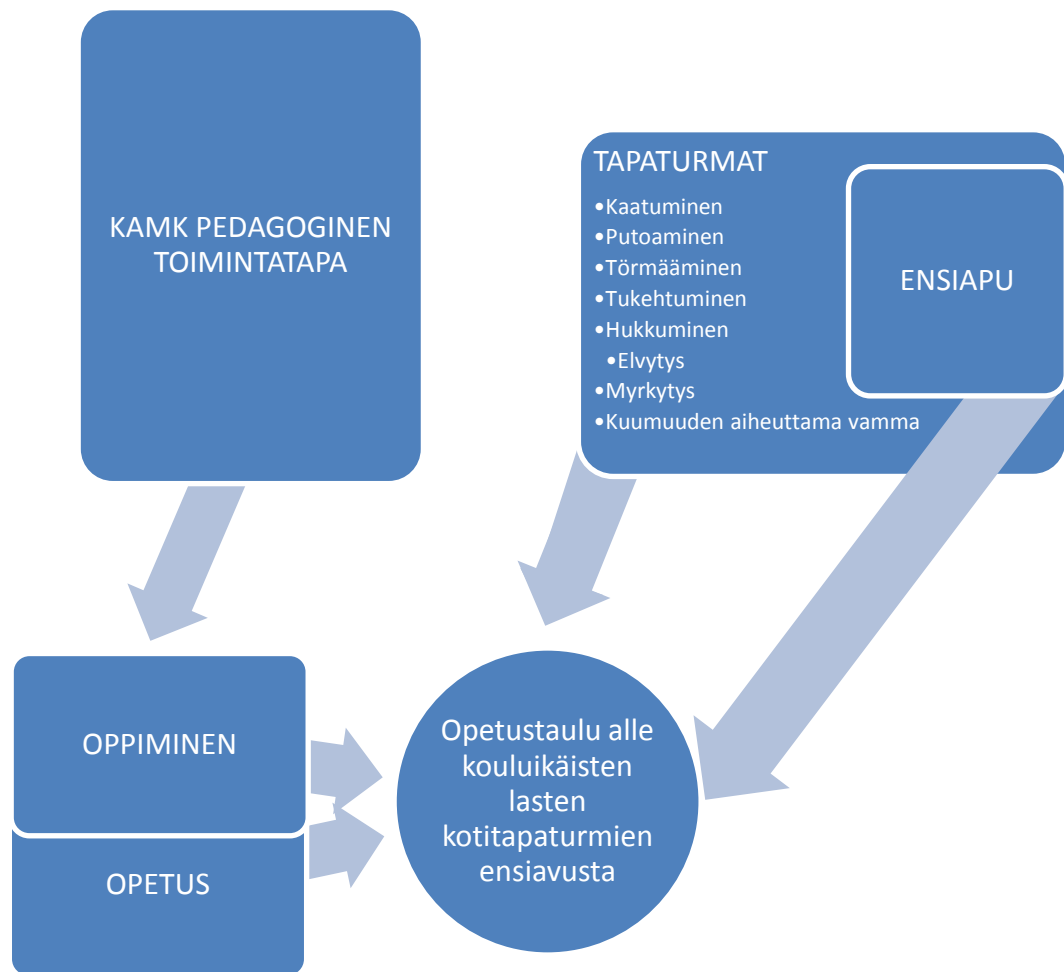 KAMK PEDAGOGINEN
TOIMINTATAPA
TAPATURMAT
•Kaatuminen
•Putoaminen
•Törmääminen
•Tukehtuminen
•Hukkuminen
•Elvytys
•Myrkytys
•Kuumuuden aiheuttama vamma
ENSIAPU
OPPIMINEN
OPETUS
Opetustaulu alle
kouluikäisten
lasten
kotitapaturmien
ensiavusta